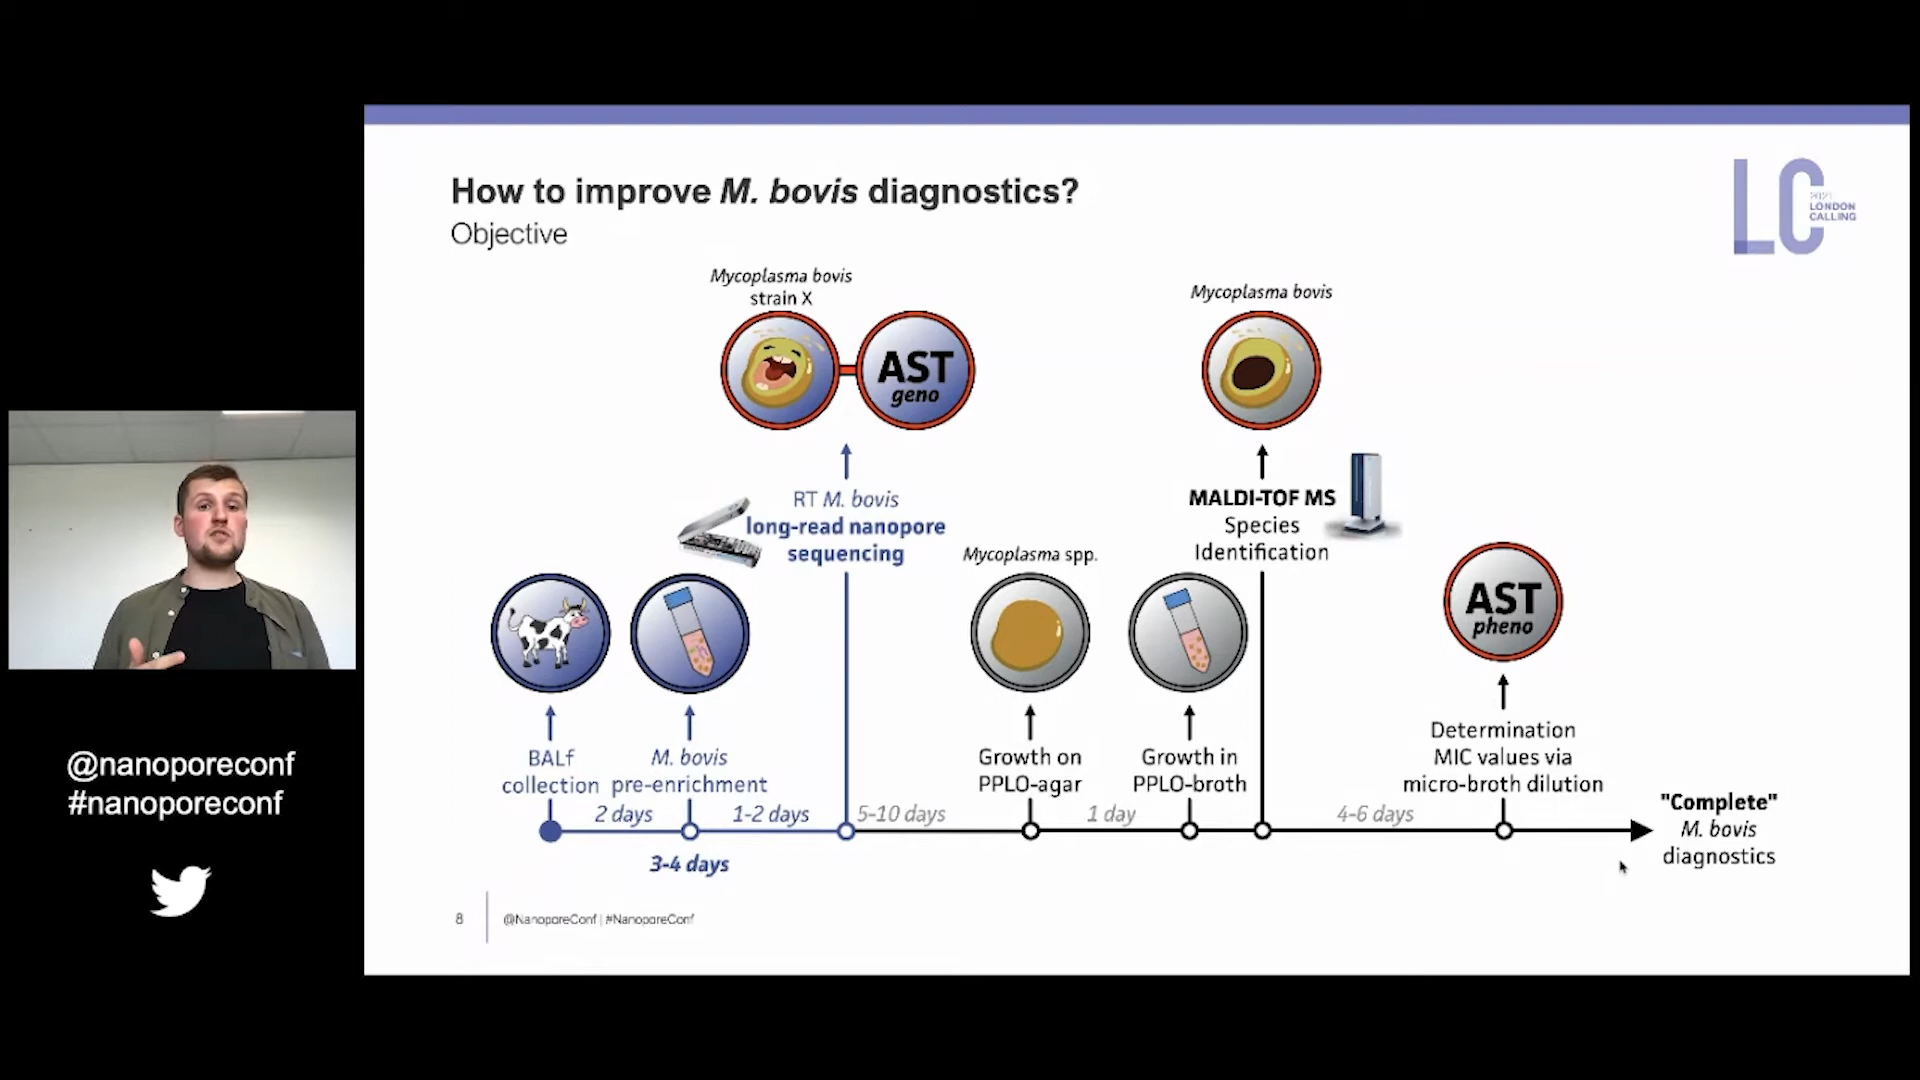 How to improve M. bovis diagnostics?
Objective
2021
LONDON
CALLING
LC
Mycoplasma bovis
strain X
AST
geno
Mycoplasma bovis
RT M. bovis
long-read nanopore
sequencing
MALDI-TOF MS
Species
Identification
Mycoplasma spp.
AST
pheno
BALf
collection
M. bovis
pre-enrichment
Growth on
PPLO-agar
Growth in
PPLO-broth
Determination
MIC values via
micro-broth dilution
2 days
1-2 days
5-10 days
1 day
4-6 days
3-4 days
"Complete"
M. bovis
diagnostics
8
@NanoporeConf | #NanoporeConf
@nanoporeconf
#nanoporeconf